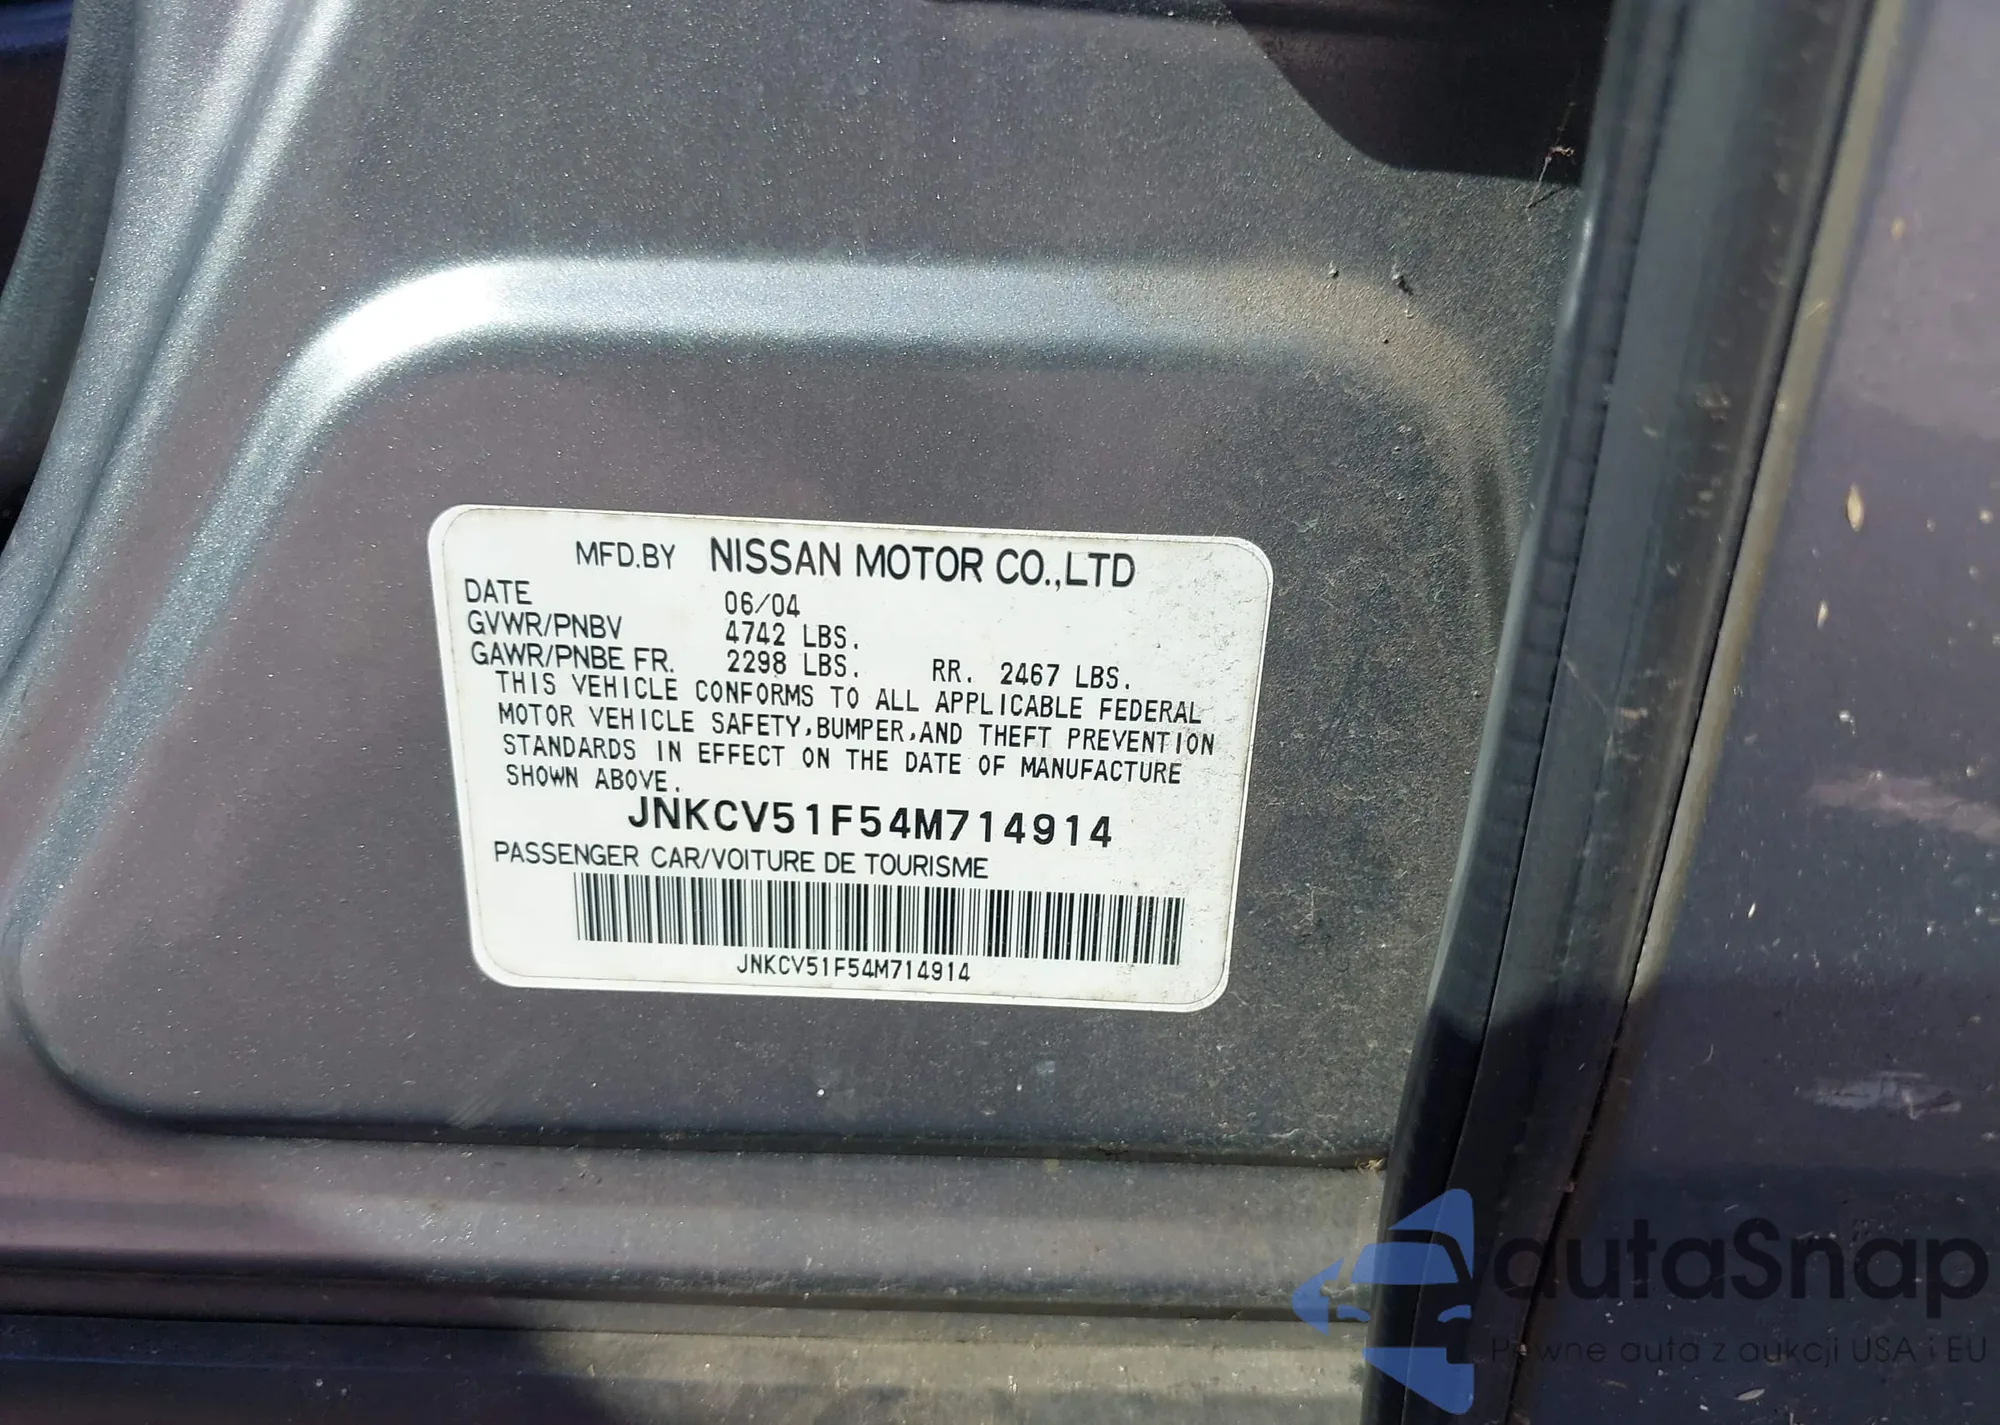 MFD.BY NISSAN MOTOR CO.,LTD
DATE 06/04
GVWR/PNBV 4742 LBS.
GAWR/PNBE FR. 2298 LBS. RR. 2467 LBS.
THIS VEHICLE CONFORMS TO ALL APPLICABLE FEDERAL
MOTOR VEHICLE SAFETY,BUMPER,AND THEFT PREVENTION
STANDARDS IN EFFECT ON THE DATE OF MANUFACTURE
SHOWN ABOVE.
JNKCV51F54M714914
PASSENGER CAR/VOITURE DE TOURISME
JNKCV51F54M714914
autaSnap
Pewne auta z aukcji USA i EU